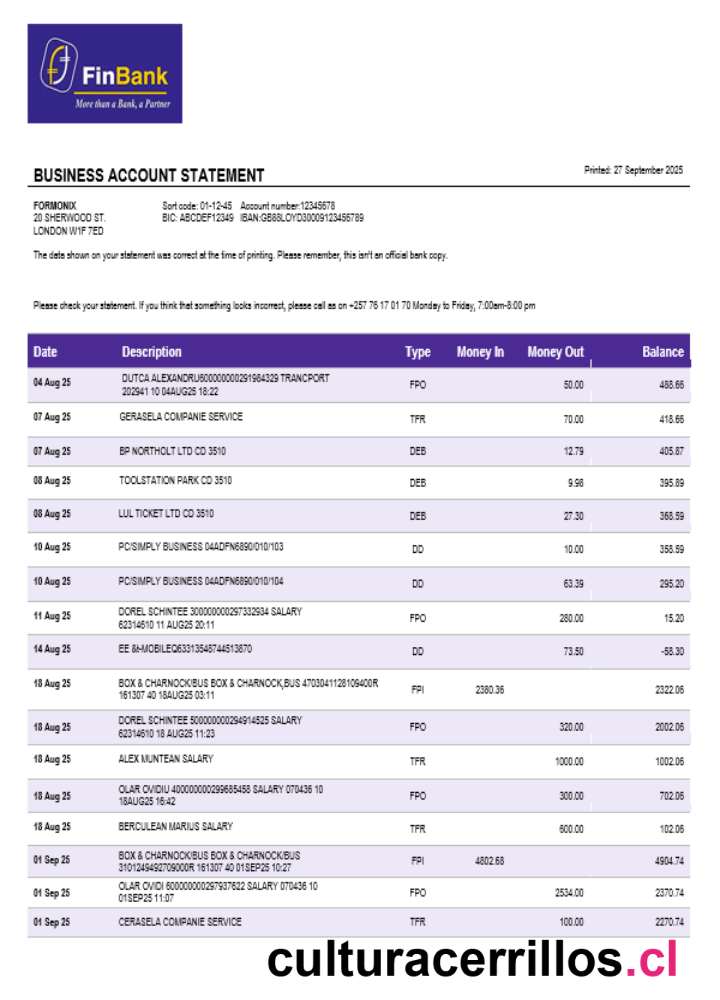 FinBank
More than a Bank, a Partner
BUSINESS ACCOUNT STATEMENT
Printed: 27 September 2025
FORMONIX
20 SHERWOOD ST.
LONDON W1F 7ED
Sort code: 01-12-45 Account number:12345678
BIC: ABCDEF12349 IBAN:GB88LOYD30009123456789
The date shown on your statement was correct at the time of printing. Please remember, this isn't an official bank copy.
Please check your statement. If you think that something looks incorrect, please call as on +257 76 17 01 70 Monday to Friday, 7:00am-8:00 pm
Date Description Type Money In Money Out Balance
04 Aug 25 DUTCA ALEXANDRU600000000291984329 TRANCPORT
202941 10 04AUG25 18:22 FPO 50.00 488.66
07 Aug 25 GERASELA COMPANIE SERVICE TFR 70.00 418.66
07 Aug 25 BP NORTHOLT LTD CD 3510 DEB 12.79 405.87
08 Aug 25 TOOLSTATION PARK CD 3510 DEB 9.98 395.89
08 Aug 25 LUL TICKET LTD CD 3510 DEB 27.30 368.59
10 Aug 25 PC/SIMPLY BUSINESS 04ADFN6890/010/103 DD 10.00 358.59
10 Aug 25 PC/SIMPLY BUSINESS 04ADFN6890/010/104 DD 63.39 295.20
11 Aug 25 DOREL SCHINTEE 300000000297332934 SALARY
62314610 11 AUG25 20:11 FPO 280.00 15.20
14 Aug 25 EE &t-MOBILEQ63313548744513870 DD 73.50 -58.30
18 Aug 25 BOX & CHARNOCK/BUS BOX & CHARNOCK,BUS 4703041128109400R
161307 40 18AUG25 03:11 FPI 2380.36 2322.06
18 Aug 25 DOREL SCHINTEE 500000000294914525 SALARY
62314610 18 AUG25 11:23 FPO 320.00 2002.06
18 Aug 25 ALEX MUNTEAN SALARY TFR 1000.00 1002.06
18 Aug 25 OLAR OVIDIU 400000000299685458 SALARY 070436 10
18AUG25 16:42 FPO 300.00 702.06
18 Aug 25 BERCULEAN MARIUS SALARY TFR 600.00 102.06
01 Sep 25 BOX & CHARNOCK/BUS BOX & CHARNOCK/BUS
3101249492709000R 161307 40 01SEP25 10:27 FPI 4802.68 4904.74
01 Sep 25 OLAR OVIDI 600000000297937622 SALARY 070436 10
01SEP25 11:07 FPO 2534.00 2370.74
01 Sep 25 CERASELA COMPANIE SERVICE TFR 100.00 2270.74
culturacerrillos.cl